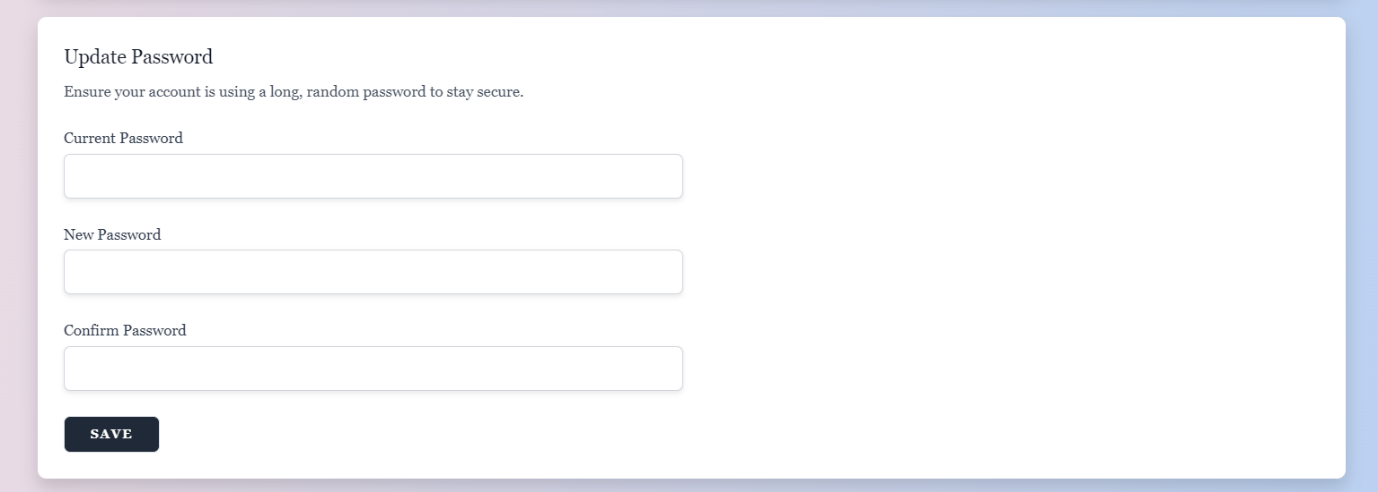 Update Password
Ensure your account is using a long, random password to stay secure.
Current Password
New Password
Confirm Password
SAVE